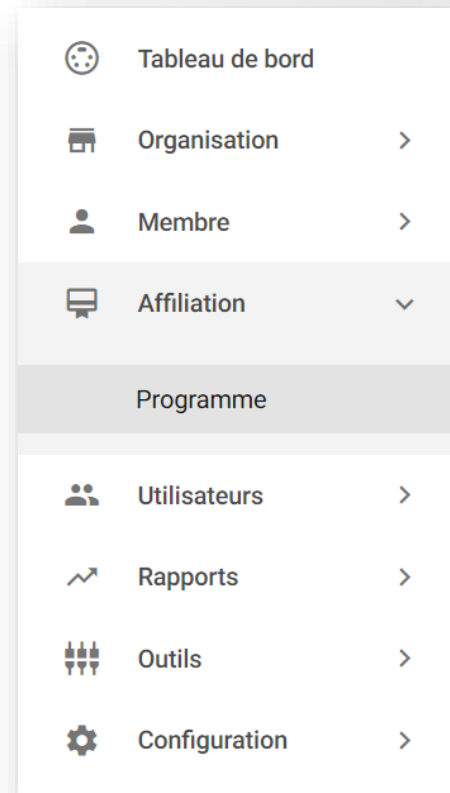 Tableau de bord
Organisation
Membre
Affiliation
Programme
Utilisateurs
Rapports
Outils
Configuration